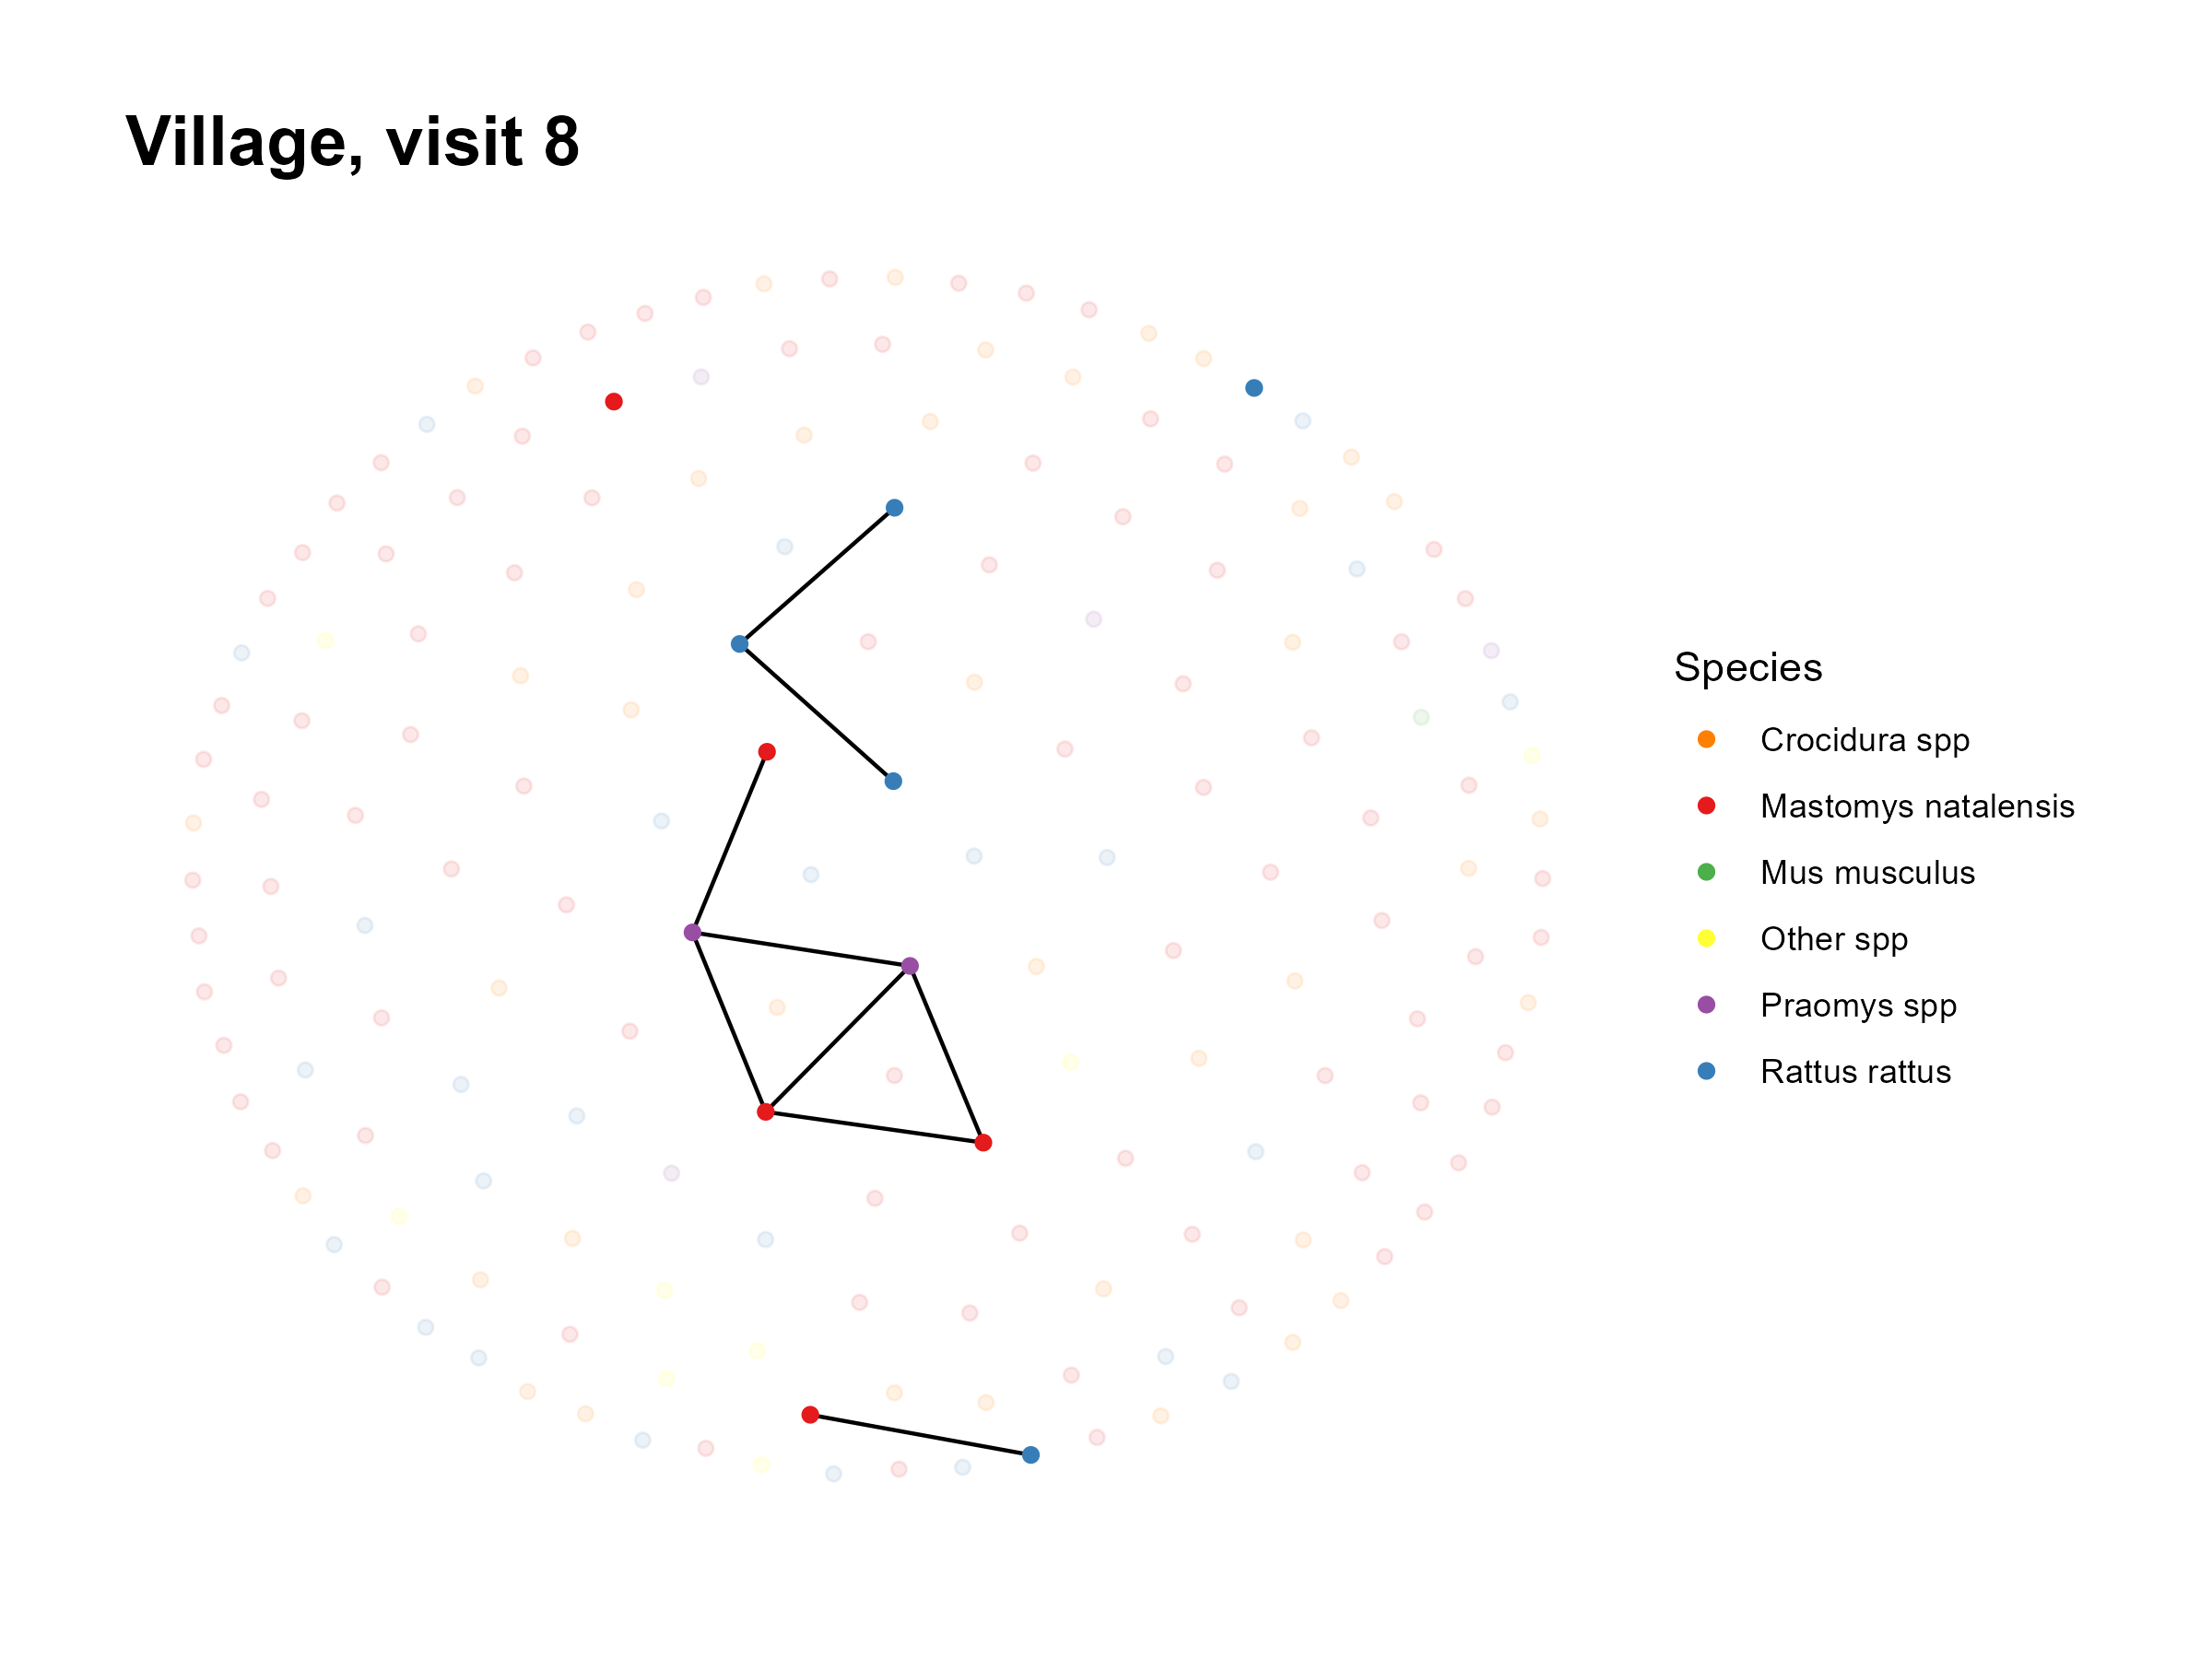 Village, visit 8
Species
Crocidura spp
Mastomys natalensis
Mus musculus
Other spp
Praomys spp
Rattus rattus